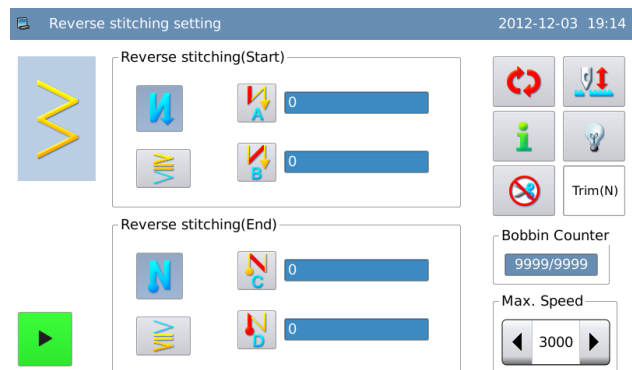 Reverse stitching setting 2012-12-03 19:14
Reverse stitching(Start)
A 0
B 0
Trim(N)
Reverse stitching(End)
C 0
D 0
Bobbin Counter
9999/9999
Max. Speed
3000